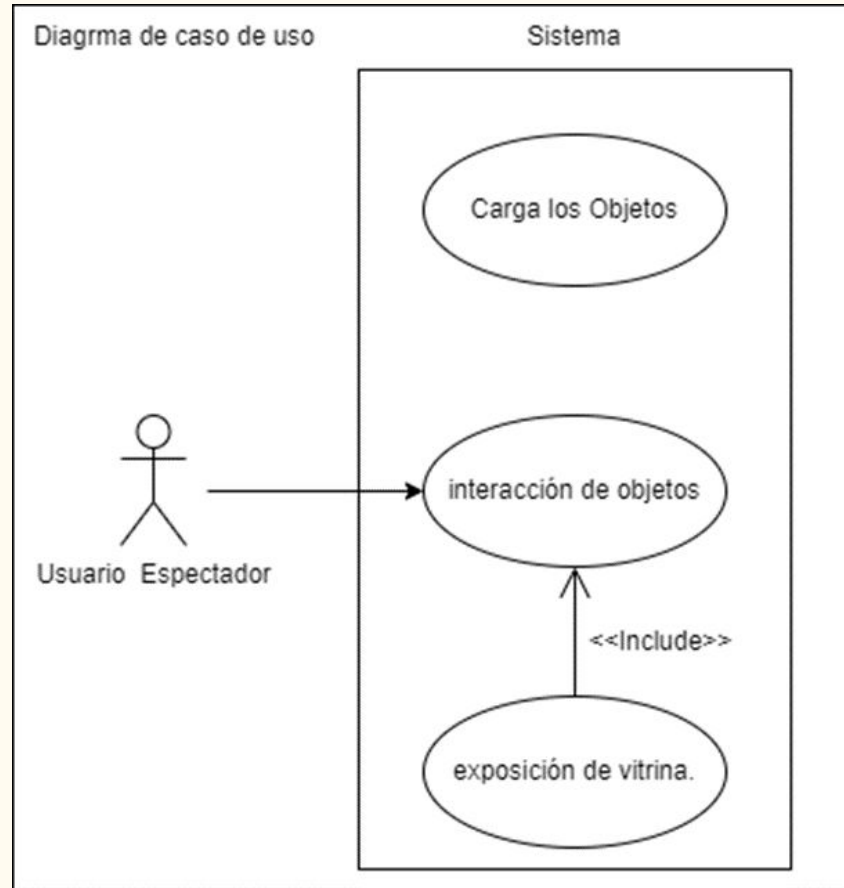 Diagrma de caso de uso
Sistema
Carga los Objetos
interacción de objetos
Usuario Espectador
<<Include>>
exposición de vitrina.